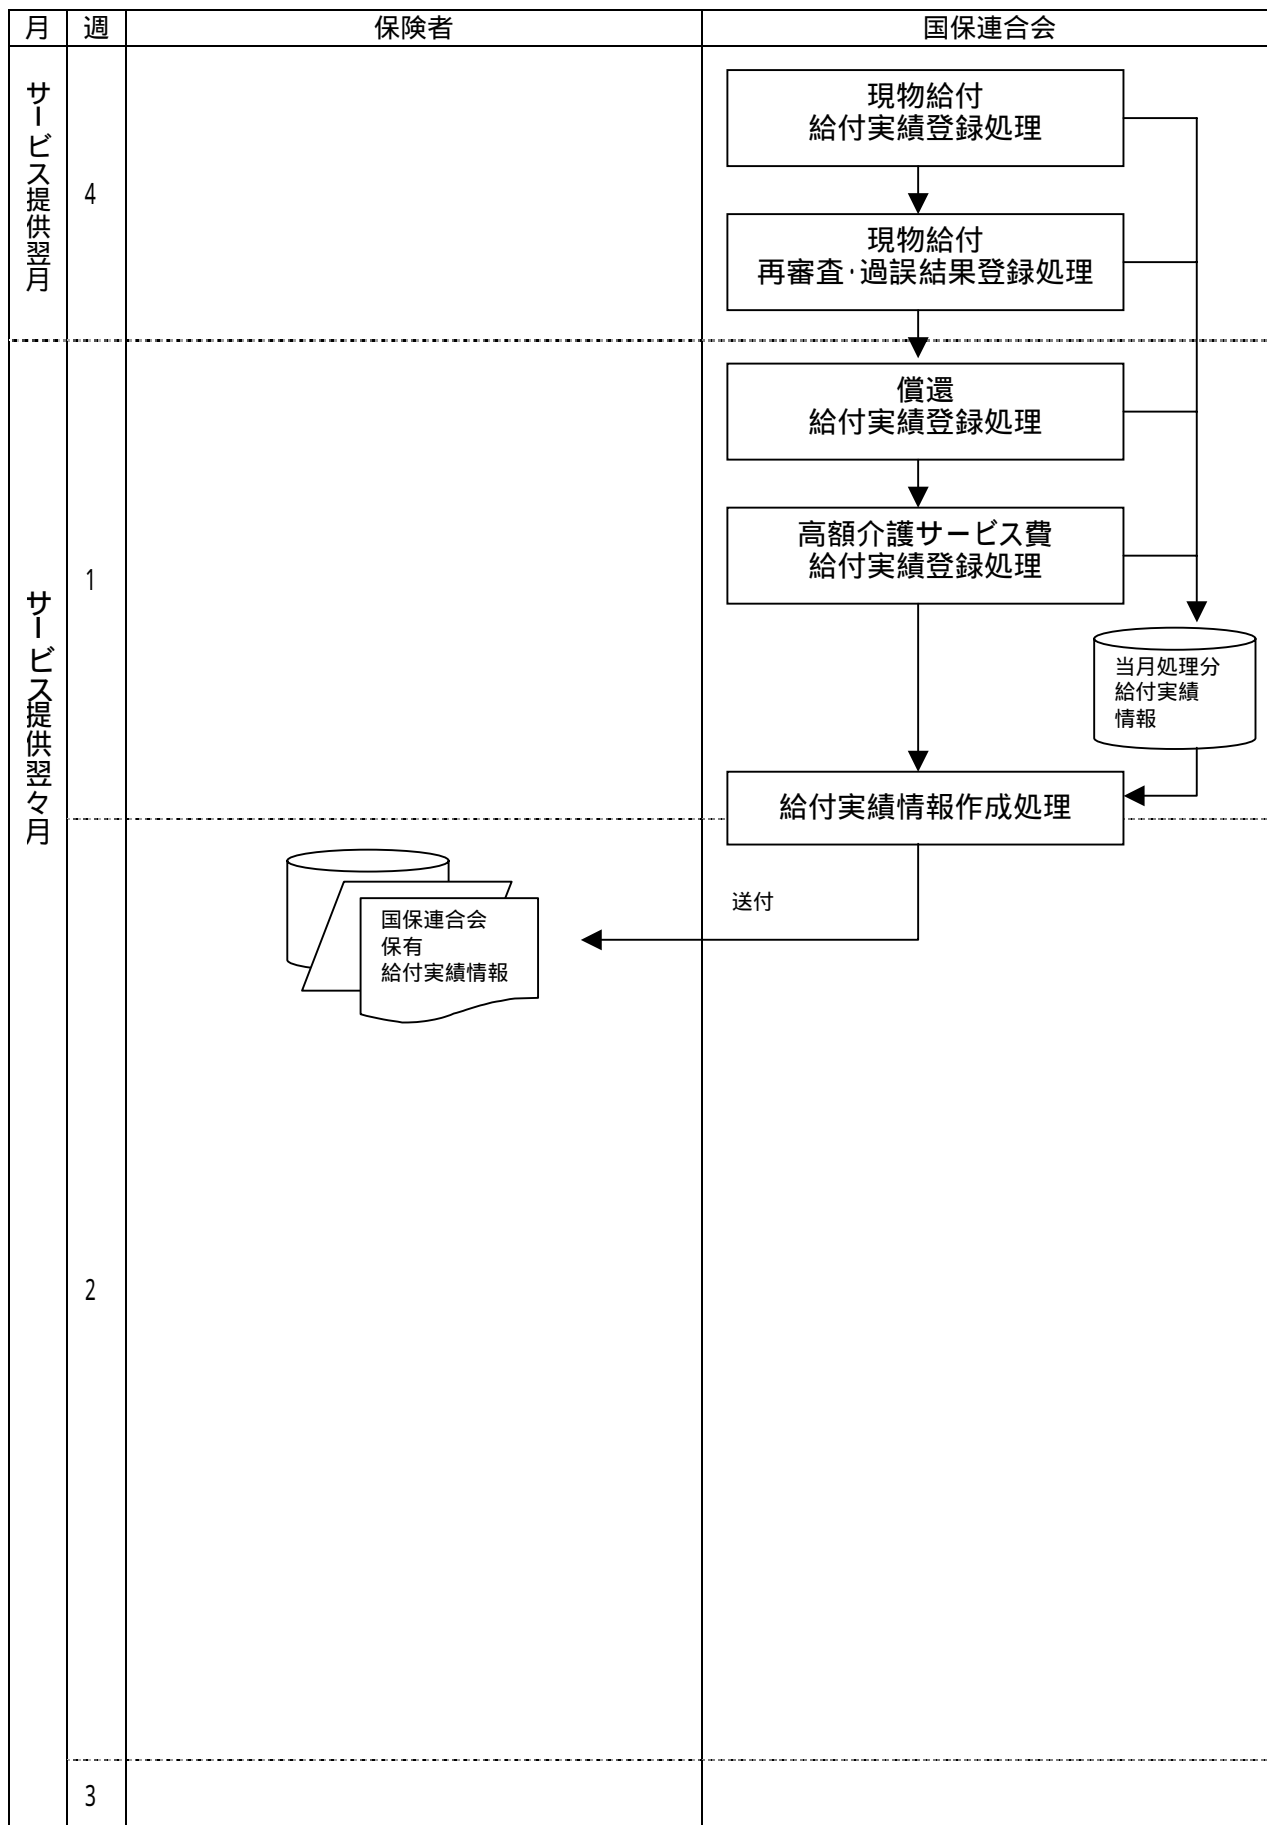 月 週 保険者 国保連合会
サービス提供翌月
4
現物給付
給付実績登録処理
現物給付
再審査・過誤結果登録処理
サービス提供翌々月
1
償還
給付実績登録処理
高額介護サービス費
給付実績登録処理
当月処理分
給付実績
情報
給付実績情報作成処理
送付
国保連合会
保有
給付実績情報
2
3